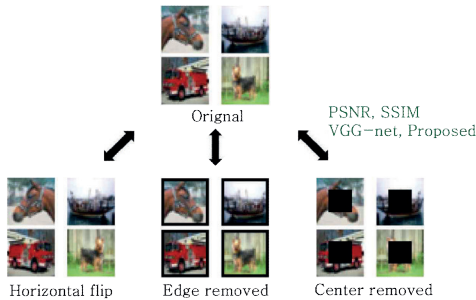 Orignal
PSNR, SSIM
VGG-net, Proposed
Horizontal flip
Edge removed
Center removed